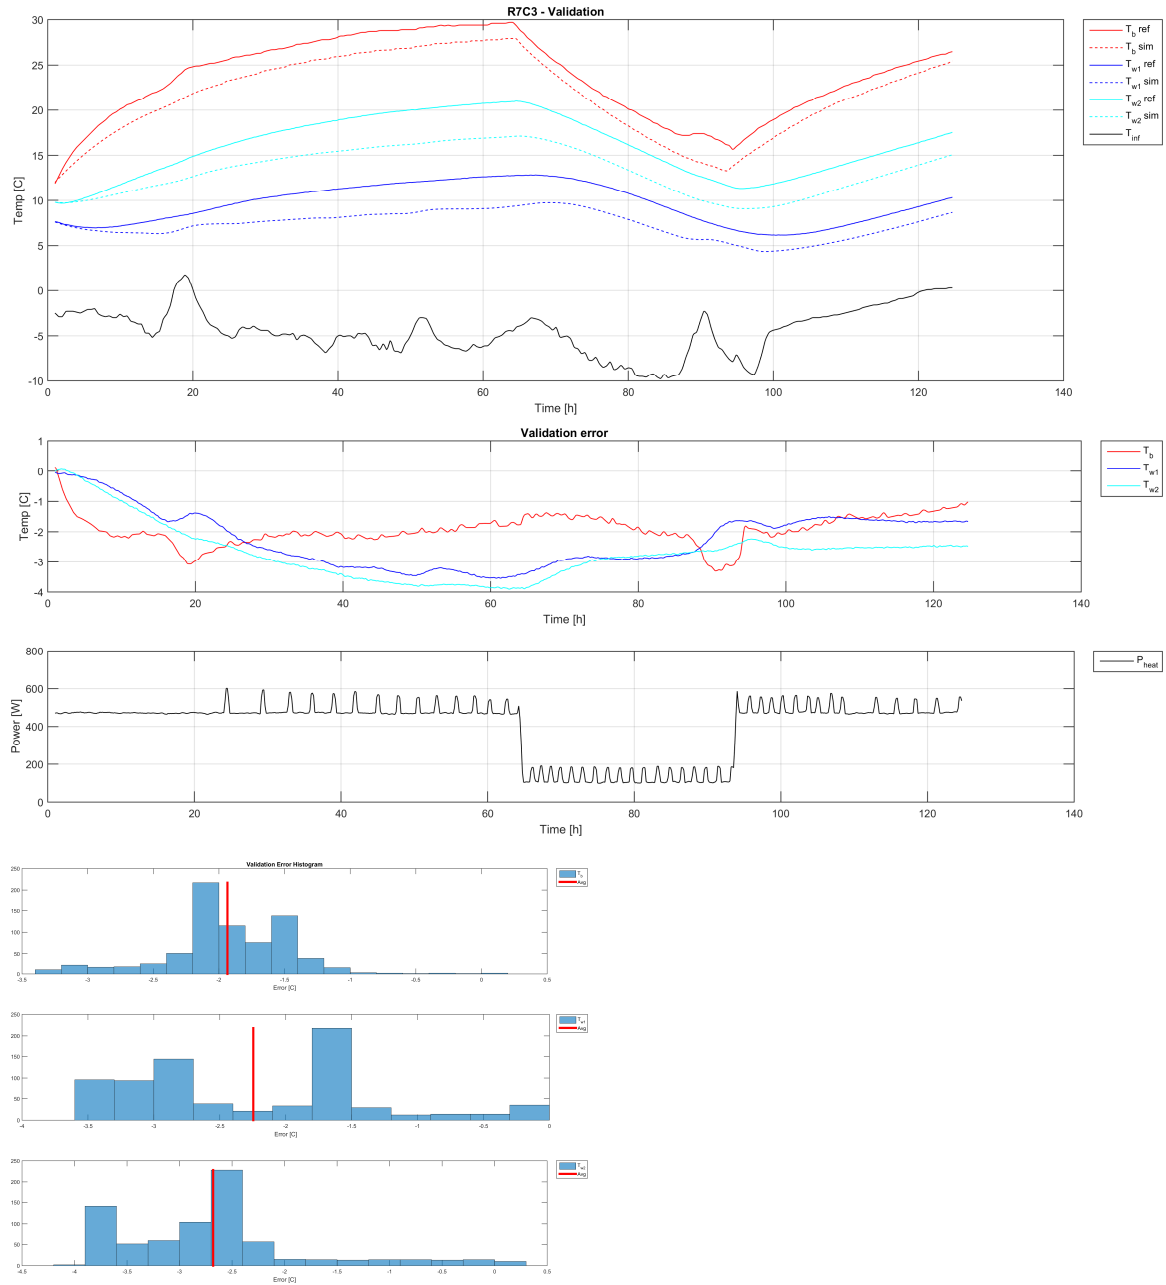 R7C3 - Validation
30
25
20
15
10
5
0
-5
-10
Temp [C]
0 20 40 60 80 100 120 140
Time [h]
T_b ref
T_b sim
T_w1 ref
T_w1 sim
T_w2 ref
T_w2 sim
T_inf
Validation error
1
0
-1
-2
-3
-4
Temp [C]
0 20 40 60 80 100 120 140
Time [h]
T_b
T_w1
T_w2
800
600
400
200
0
Power [W]
0 20 40 60 80 100 120 140
Time [h]
P_heat
Validation Error Histogram
250
200
150
100
50
0
-3.5 -3 -2.5 -2 -1.5 -1 -0.5 0 0.5
Error [C]
T_b
Avg
250
200
150
100
50
0
-4 -3.5 -3 -2.5 -2 -1.5 -1 -0.5 0
Error [C]
T_w1
Avg
250
200
150
100
50
0
-4.5 -4 -3.5 -3 -2.5 -2 -1.5 -1 -0.5 0 0.5
Error [C]
T_w2
Avg